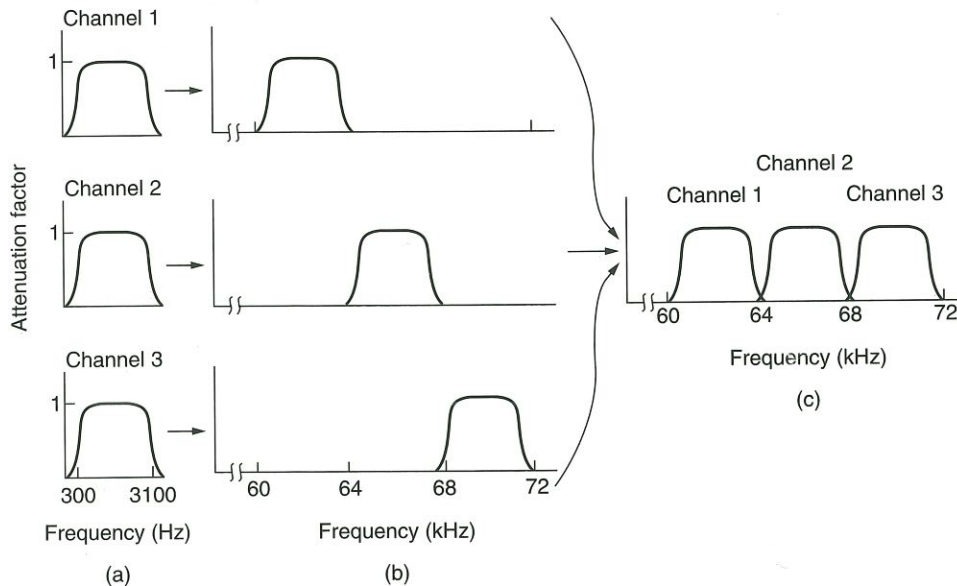 Channel 1
1
Channel 2
1
Attenuation factor
Channel 3
1
300 3100
Frequency (Hz)
(a)
60 64 68 72
Frequency (kHz)
(b)
Channel 2
Channel 1 Channel 3
60 64 68 72
Frequency (kHz)
(c)